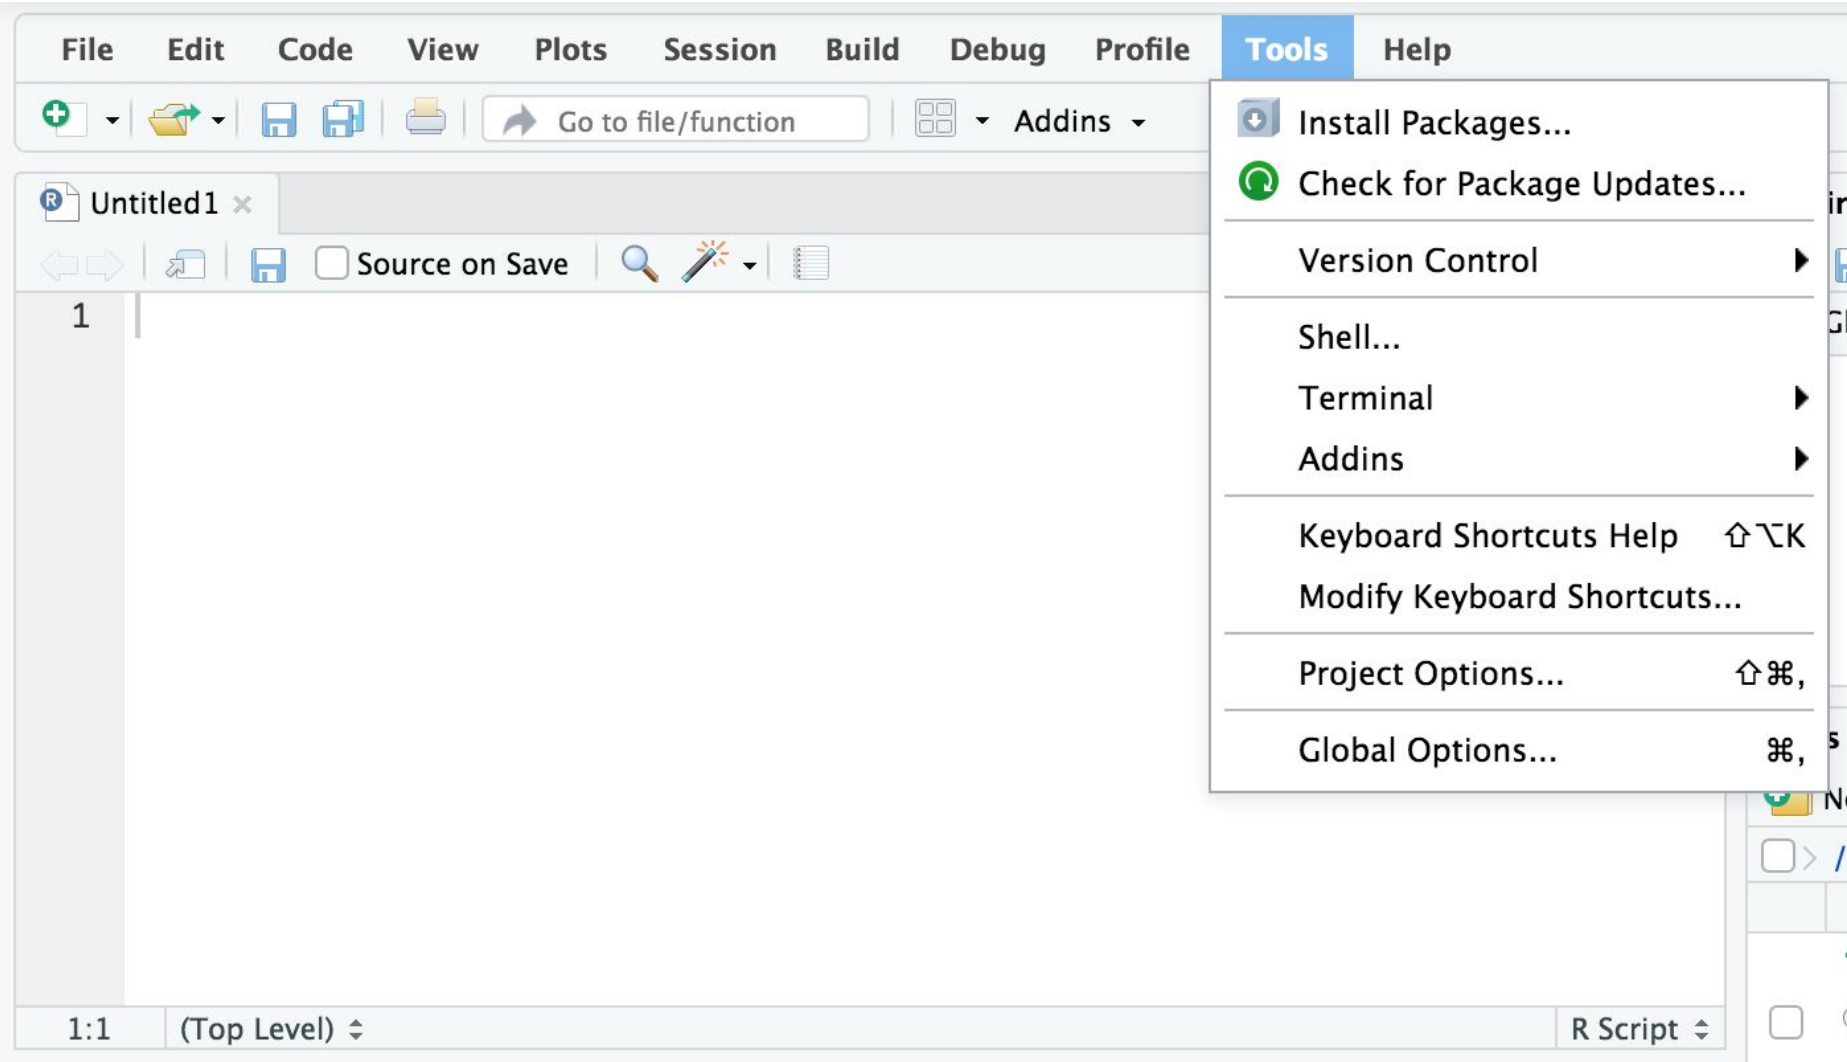 File Edit Code View Plots Session Build Debug Profile Tools Help
Go to file/function Addins
Untitled1
Source on Save
1
Install Packages...
Check for Package Updates...
Version Control
Shell...
Terminal
Addins
Keyboard Shortcuts Help ⇧⌥K
Modify Keyboard Shortcuts...
Project Options... ⇧⌘,
Global Options... ⌘,
/
1:1 (Top Level) R Script